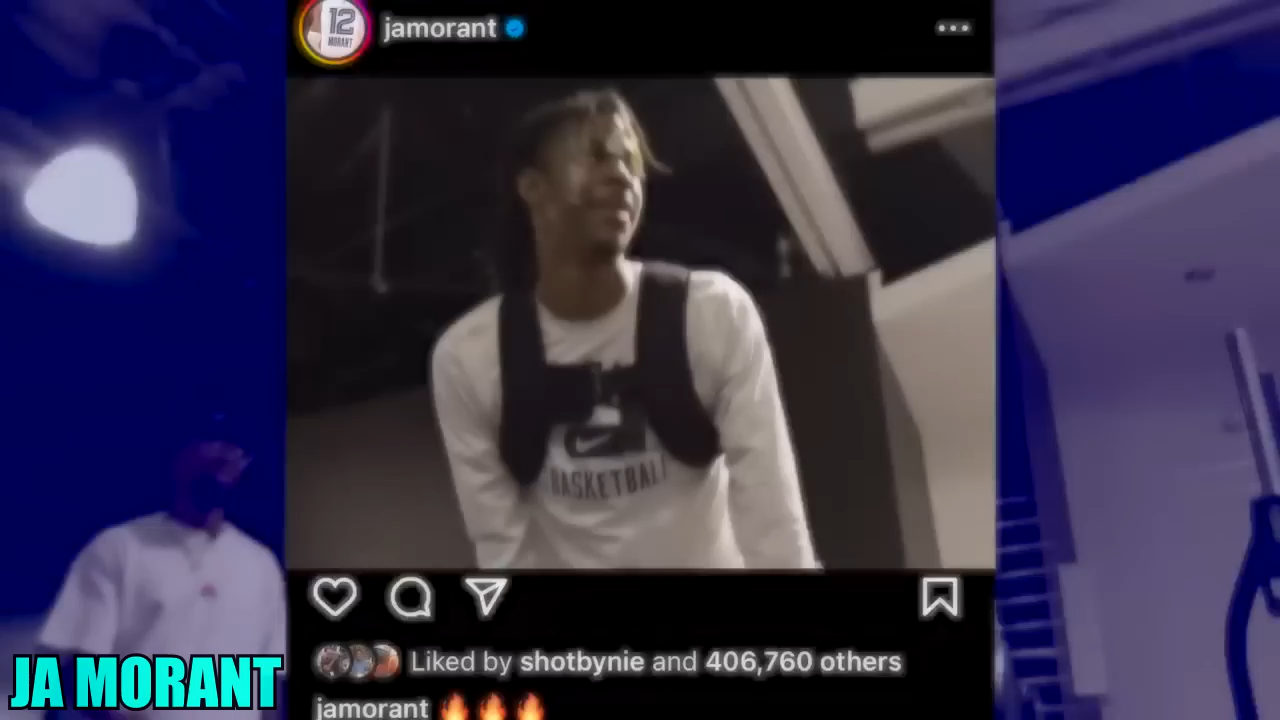 12
MORANT
jamorant
BASKETBALL
Liked by shotbynie and 406,760 others
jamorant 🔥🔥🔥
JA MORANT